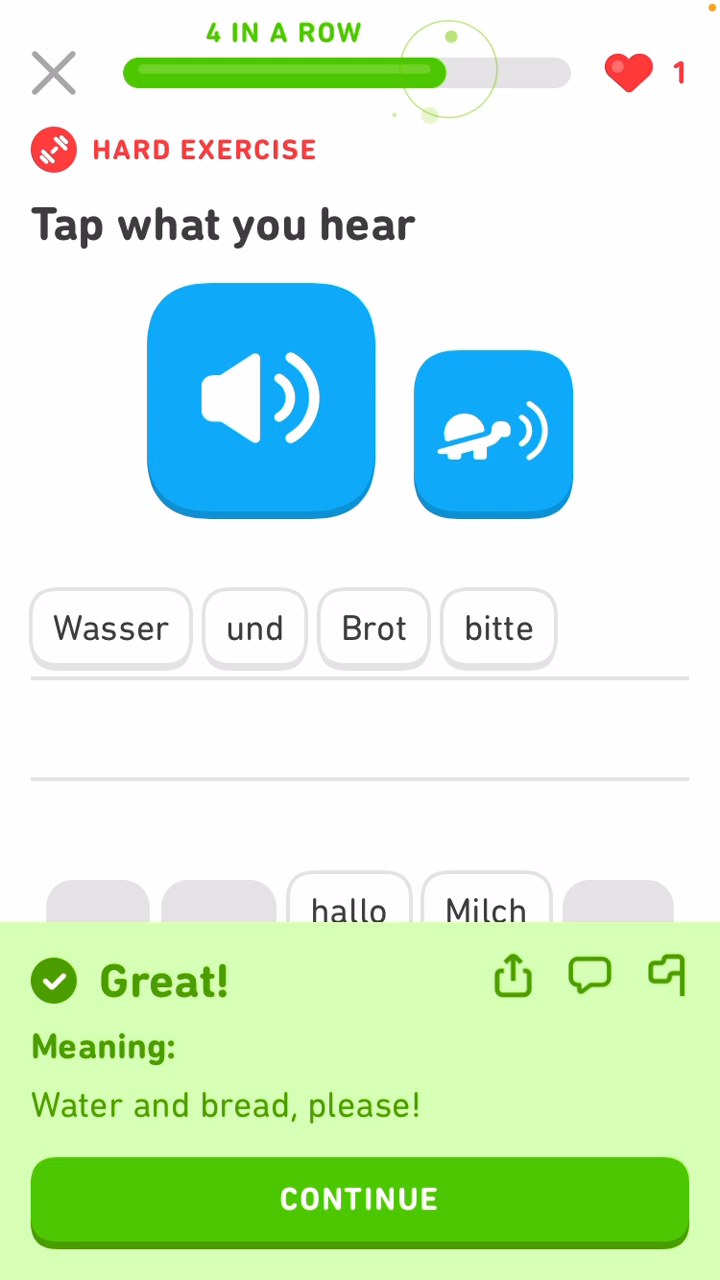 4 IN A ROW
1
HARD EXERCISE
Tap what you hear
Wasser und Brot bitte
hallo Milch
Great!
Meaning:
Water and bread, please!
CONTINUE